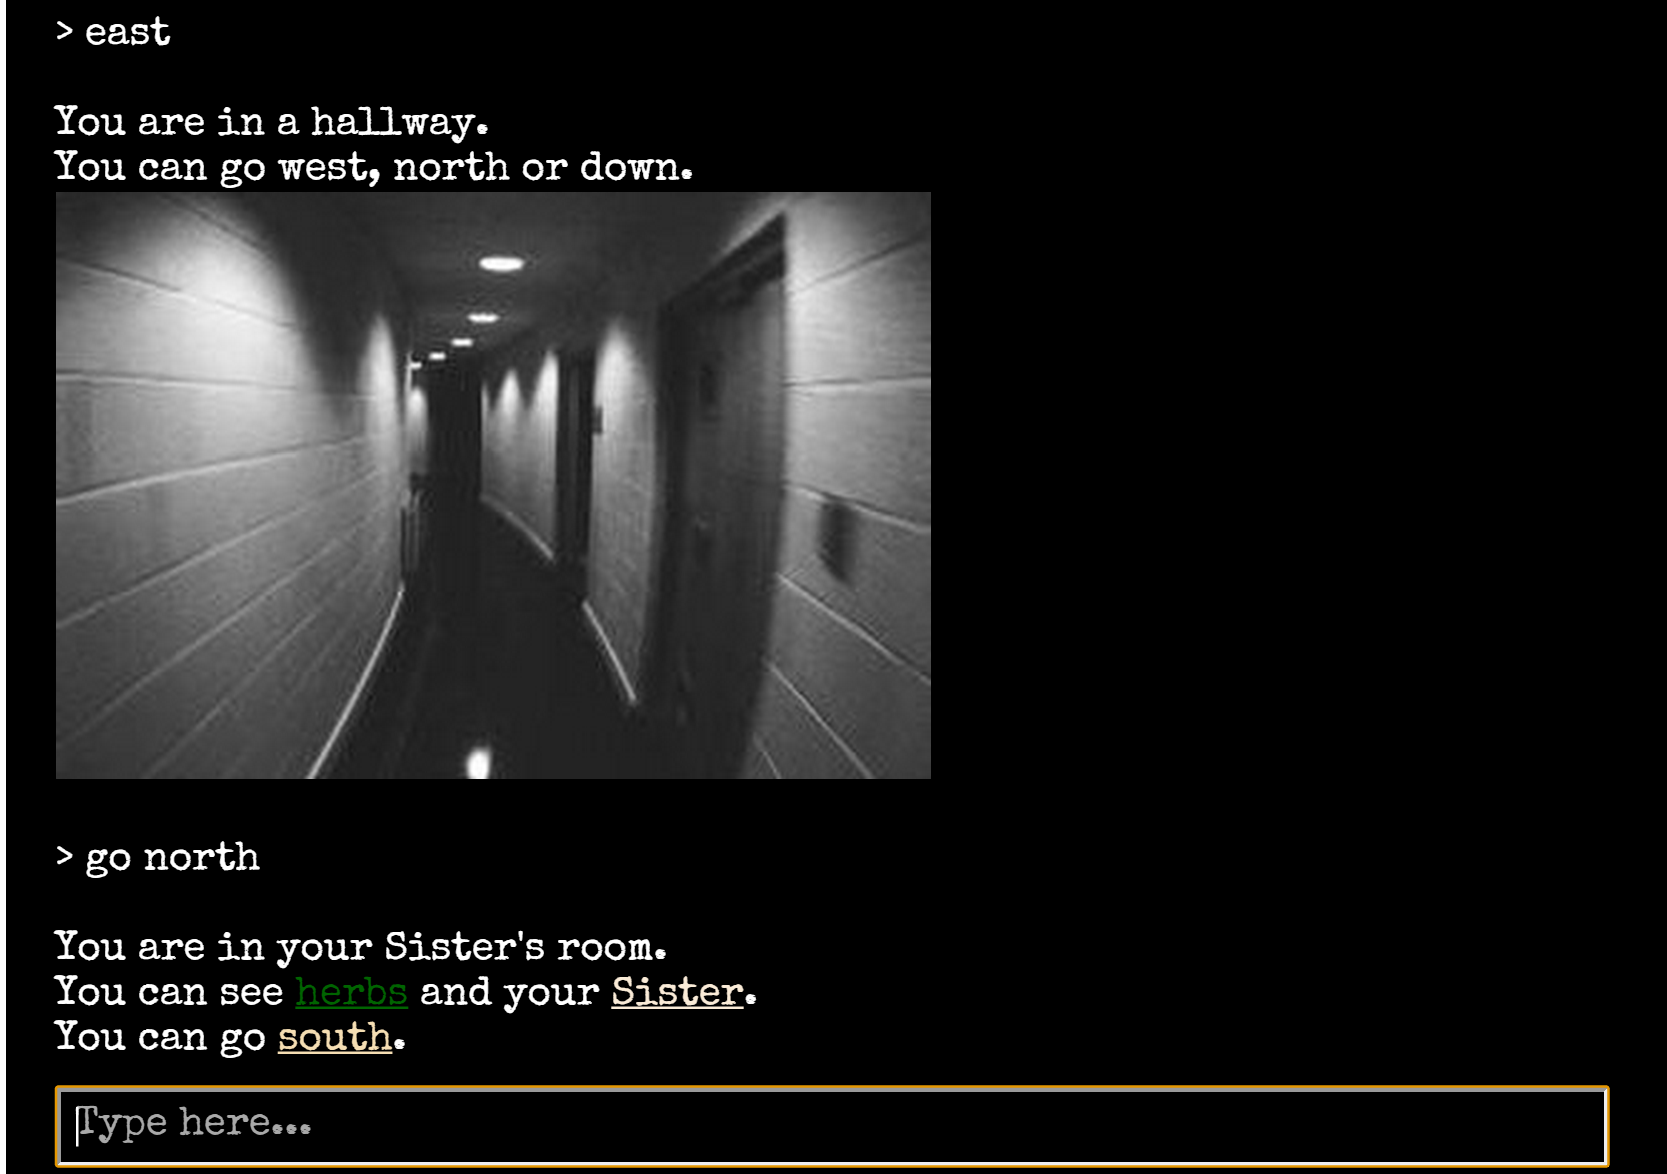 > east
You are in a hallway.
You can go west, north or down.
> go north
You are in your Sister's room.
You can see herbs and your Sister.
You can go south.
Type here...